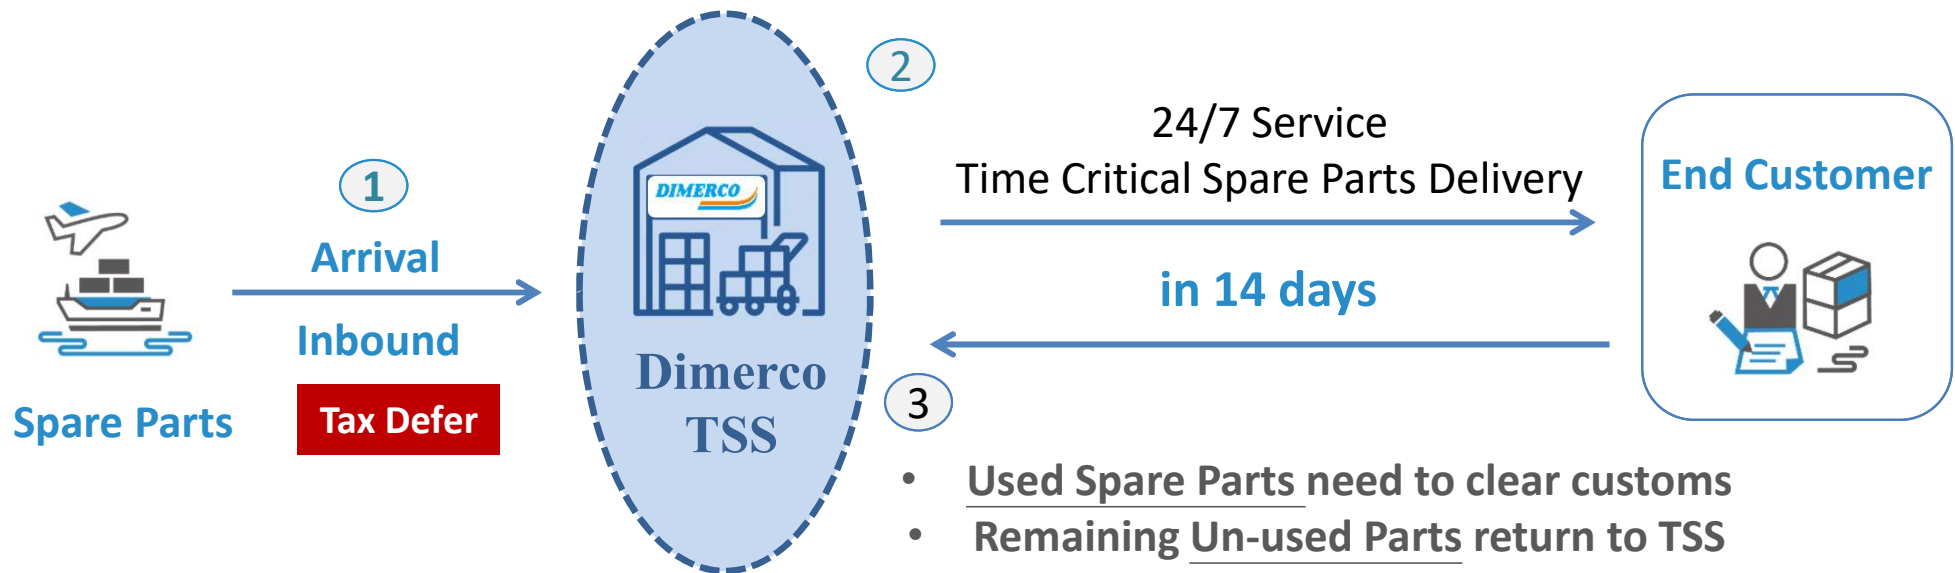 1
Arrival
Inbound
Tax Defer
Spare Parts
DIMERCO
Dimerco
TSS
2
24/7 Service
Time Critical Spare Parts Delivery
in 14 days
End Customer
3
• Used Spare Parts need to clear customs
• Remaining Un-used Parts return to TSS